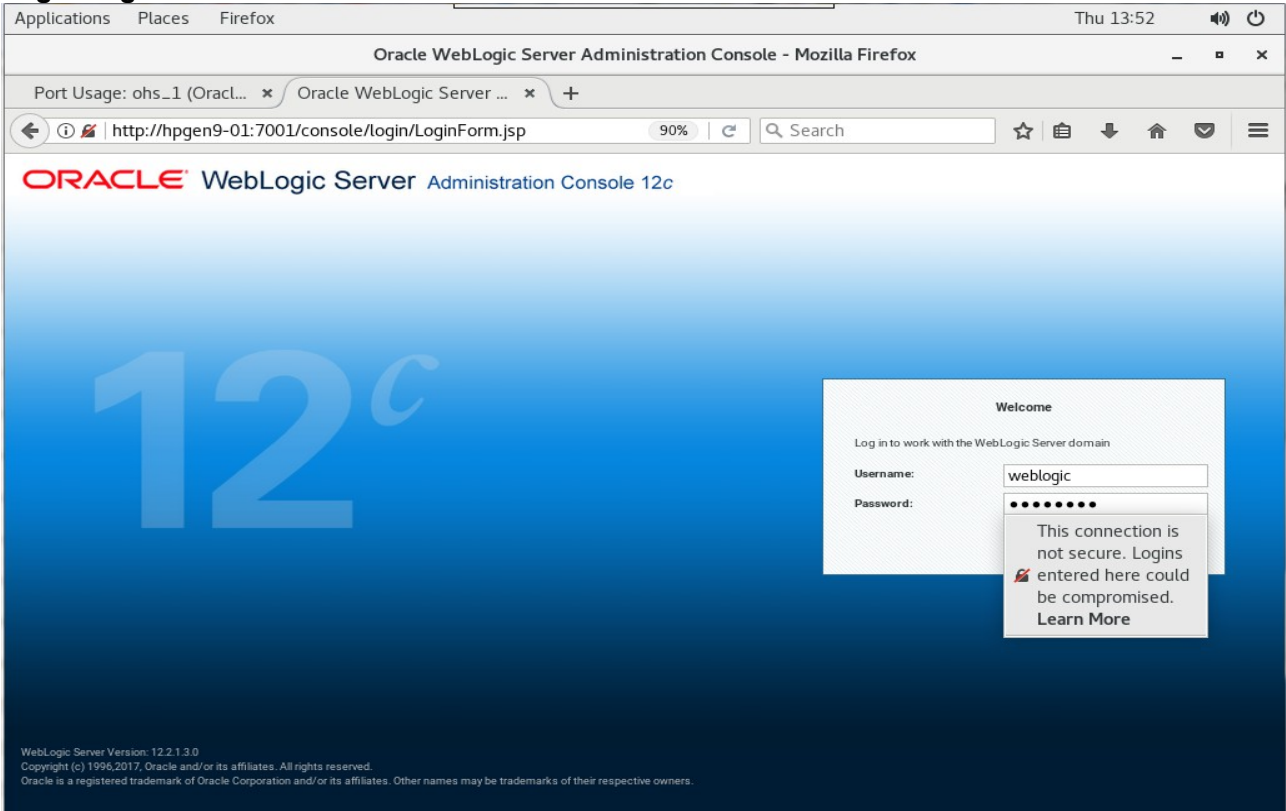 Applications Places Firefox Thu 13:52
Oracle WebLogic Server Administration Console - Mozilla Firefox
Port Usage: ohs_1 (Oracl... Oracle WebLogic Server ...
http://hpgen9-01:7001/console/login/LoginForm.jsp 90% Search
ORACLE WebLogic Server Administration Console 12c
12c
Welcome
Log in to work with the WebLogic Server domain
Username: weblogic
Password: ••••••••
This connection is
not secure. Logins
entered here could
be compromised.
Learn More
WebLogic Server Version: 12.2.1.3.0
Copyright (c) 1996,2017, Oracle and/or its affiliates. All rights reserved.
Oracle is a registered trademark of Oracle Corporation and/or its affiliates. Other names may be trademarks of their respective owners.